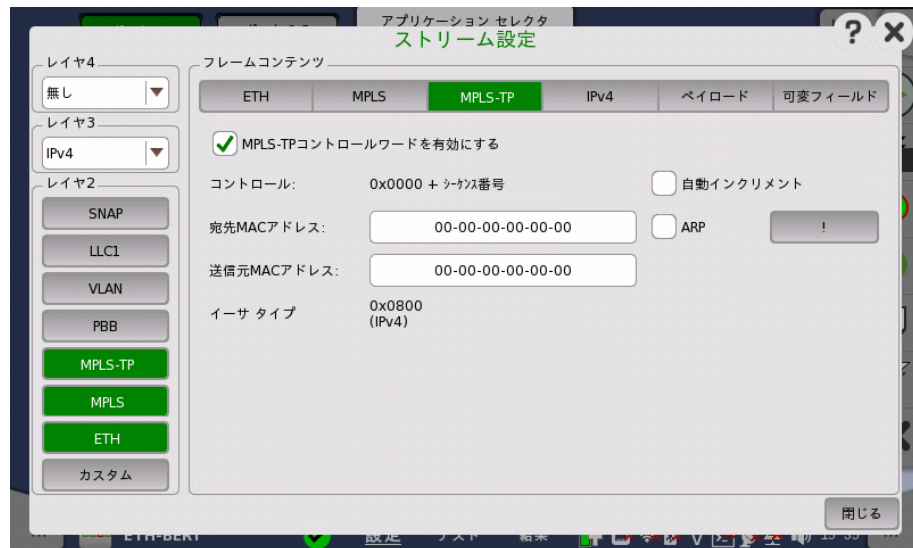 アプリケーション セレクタ
ストリーム設定
?
レイヤ4
無し
レイヤ3
IPv4
レイヤ2
SNAP
LLC1
VLAN
PBB
MPLS-TP
MPLS
ETH
カスタム
フレームコンテンツ
ETH MPLS MPLS-TP IPv4 ペイロード 可変フィールド
MPLS-TPコントロールワードを有効にする
コントロール: 0x0000 + シーケンス番号 自動インクリメント
宛先MACアドレス: 00-00-00-00-00-00 ARP !
送信元MACアドレス: 00-00-00-00-00-00
イーサ タイプ 0x0800
(IPv4)
閉じる
ETH-BERT 設定 テスト 結果